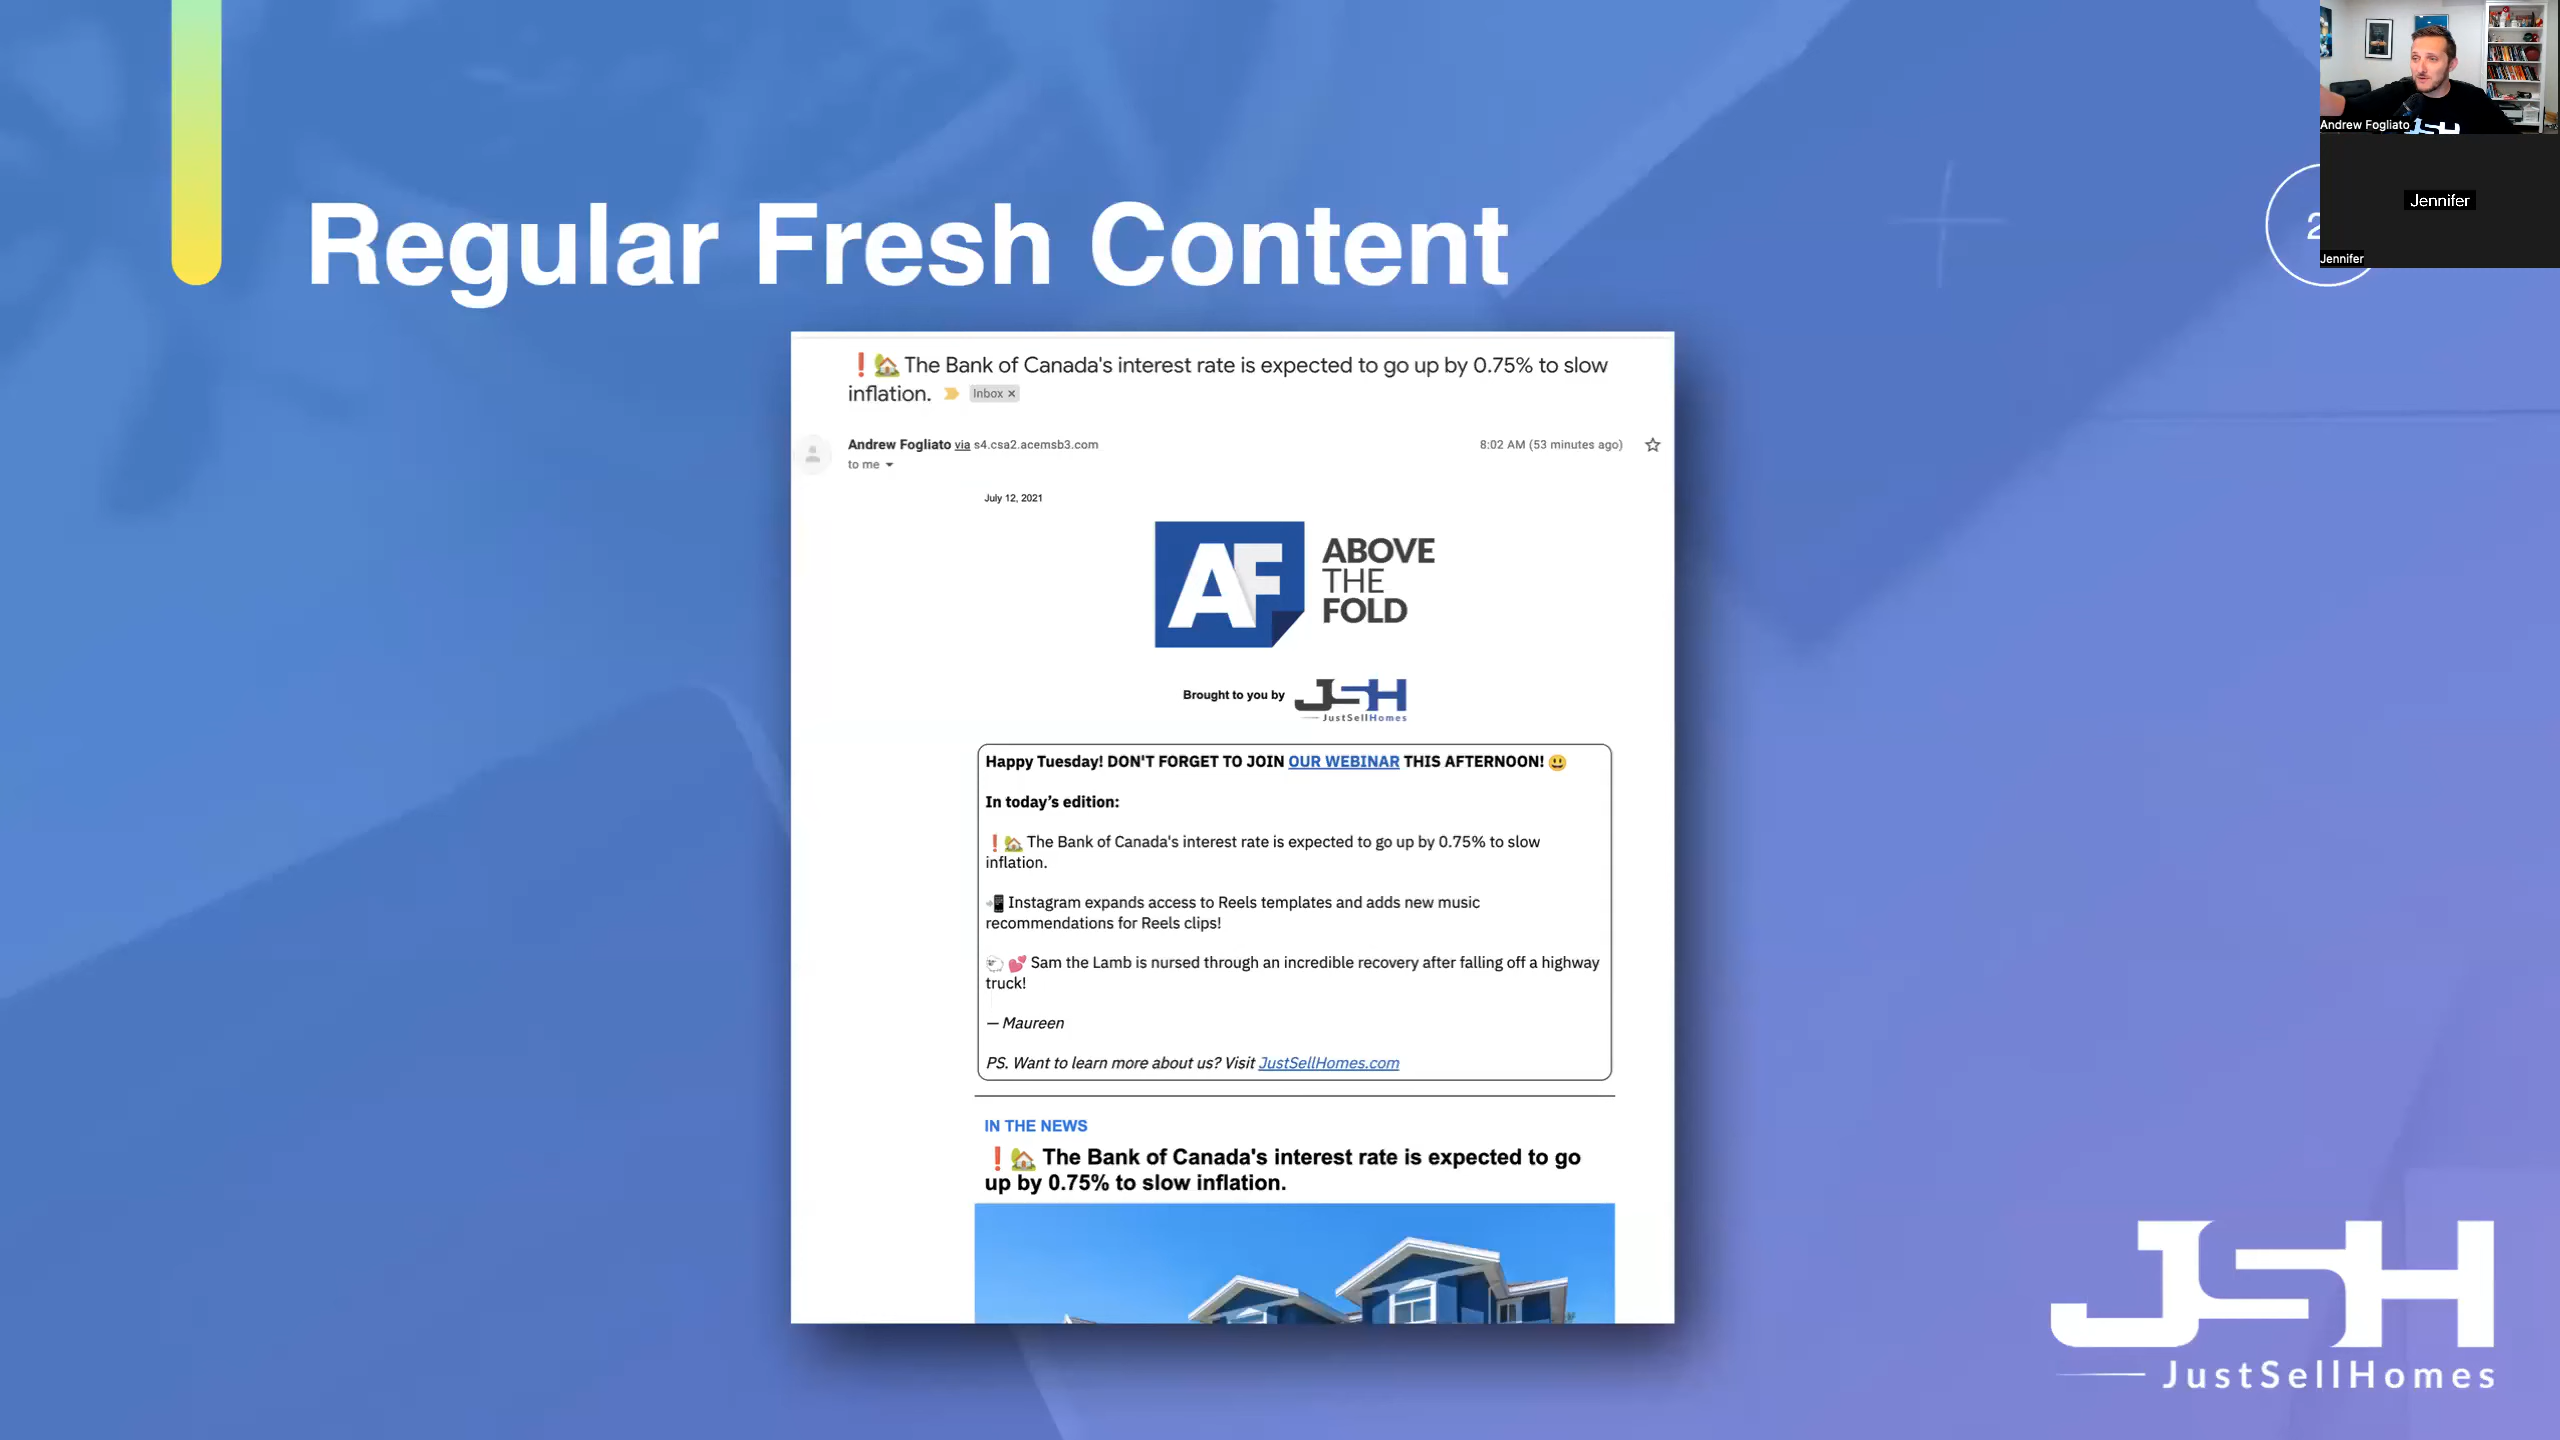 Regular Fresh Content
Andrew Fogliato
JSH
Jennifer
Jennifer
2
❗🏡 The Bank of Canada's interest rate is expected to go up by 0.75% to slow
inflation. Inbox ×
Andrew Fogliato via s4.csa2.acemsb3.com 8:02 AM (53 minutes ago)
to me
July 12, 2021
AF
ABOVE
THE
FOLD
Brought to you by JSH
JustSellHomes
Happy Tuesday! DON'T FORGET TO JOIN OUR WEBINAR THIS AFTERNOON! 😃
In today’s edition:
❗🏡 The Bank of Canada's interest rate is expected to go up by 0.75% to slow
inflation.
📲 Instagram expands access to Reels templates and adds new music
recommendations for Reels clips!
🐑 💕 Sam the Lamb is nursed through an incredible recovery after falling off a highway
truck!
— Maureen
PS. Want to learn more about us? Visit JustSellHomes.com
IN THE NEWS
❗🏡 The Bank of Canada's interest rate is expected to go
up by 0.75% to slow inflation.
JSH
JustSellHomes